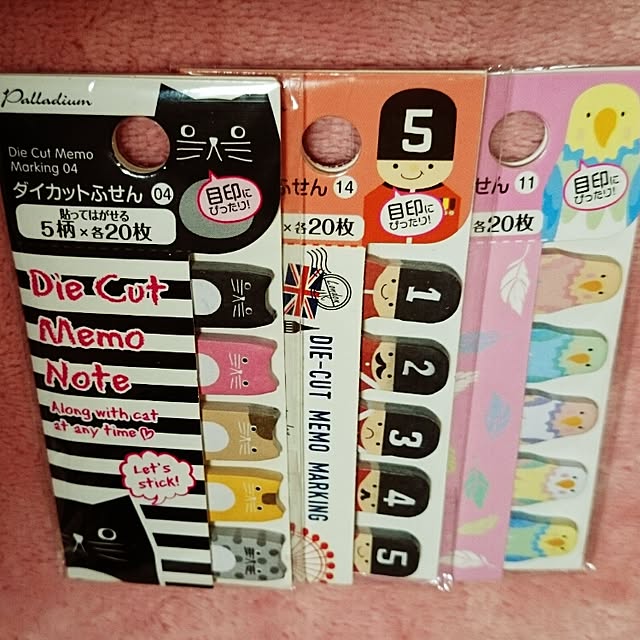 Palladium
Die Cut Memo
Marking 04
ダイカットふせん 04
貼ってはがせる
5柄×各20枚
目印に
ぴったり!
Die Cut
Memo
Note
Along with cat
at any time
Let's
stick!
ふせん 14
×各20枚
5
目印に
ぴったり!
London
DIE-CUT MEMO MARKING
1
2
3
4
5
せん 11
各20枚
目印に
ぴったり!